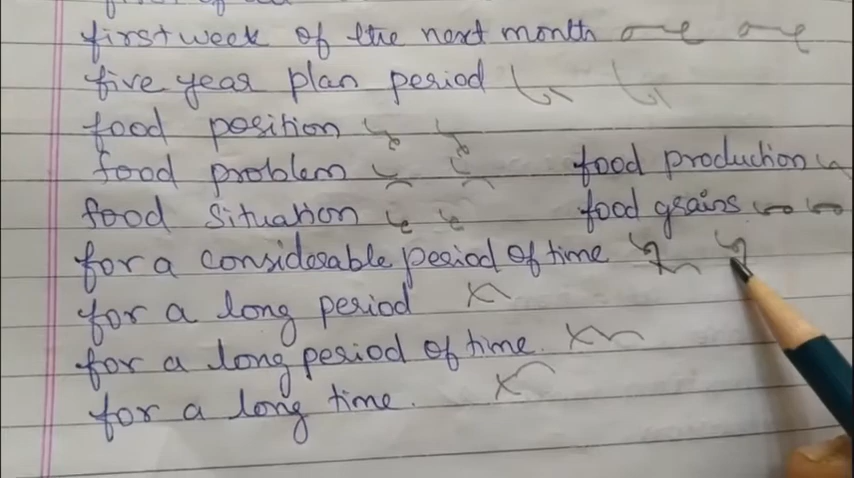 first week of the next month
five year plan period
food position
food problem food production
food situation food grains
for a considerable period of time
for a long period
for a long period of time.
for a long time.